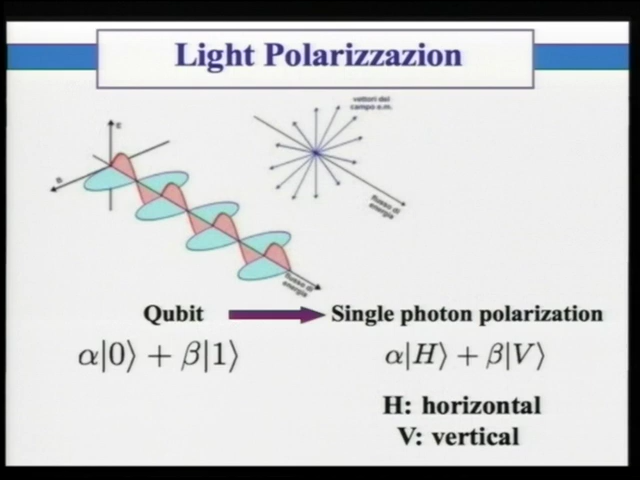 Light Polarizzazion
vettori del
campo e.m.
E
B
flusso di
energia
flusso di
energia
Qubit
Single photon polarization
α|0⟩ + β|1⟩
α|H⟩ + β|V⟩
H: horizontal
V: vertical